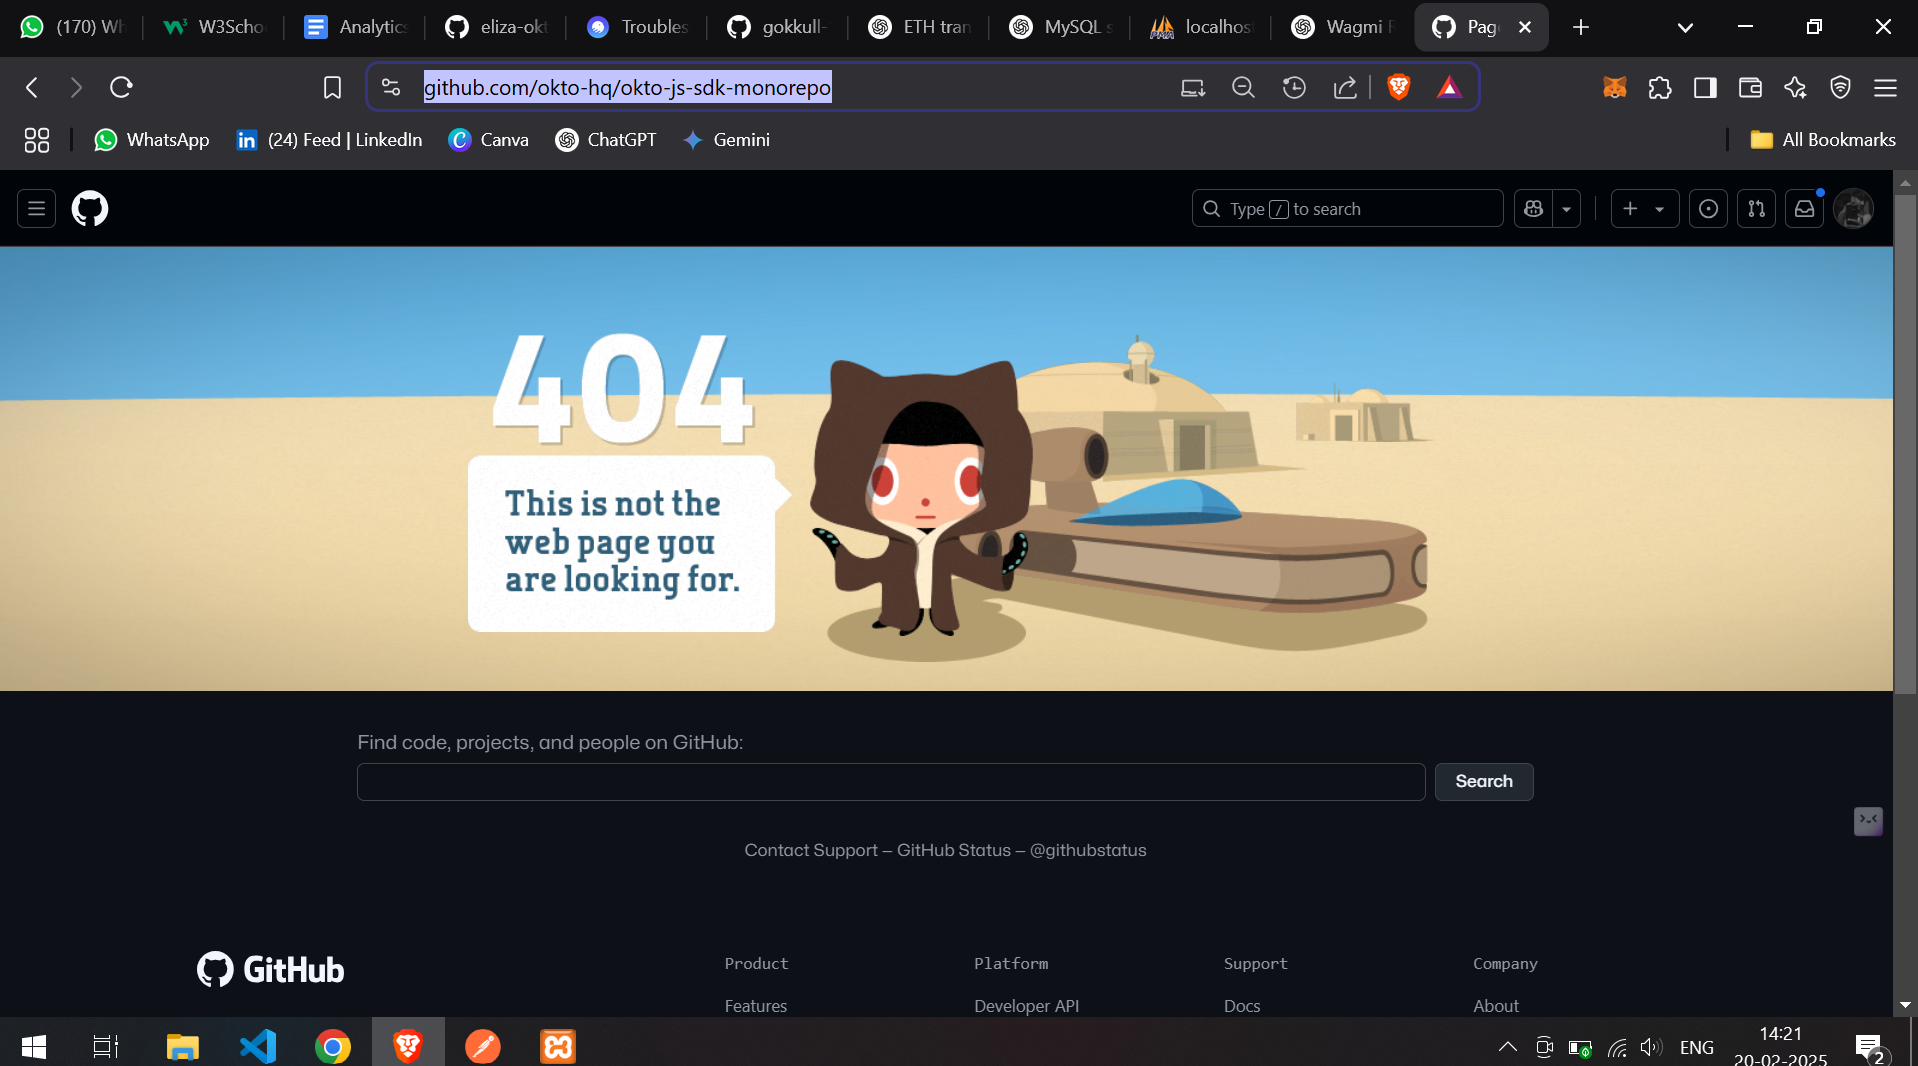 (170) Wh
W3Scho
Analytics
eliza-okt
Troubles
gokkull-
ETH tran
MySQL s
localhost
Wagmi R
Page
github.com/okto-hq/okto-js-sdk-monorepo
WhatsApp
(24) Feed | LinkedIn
Canva
ChatGPT
Gemini
All Bookmarks
Type / to search
404
This is not the
web page you
are looking for.
Find code, projects, and people on GitHub:
Search
Contact Support — GitHub Status — @githubstatus
GitHub
Product
Platform
Support
Company
Features
Developer API
Docs
About
ENG
14:21
20-02-2025
2